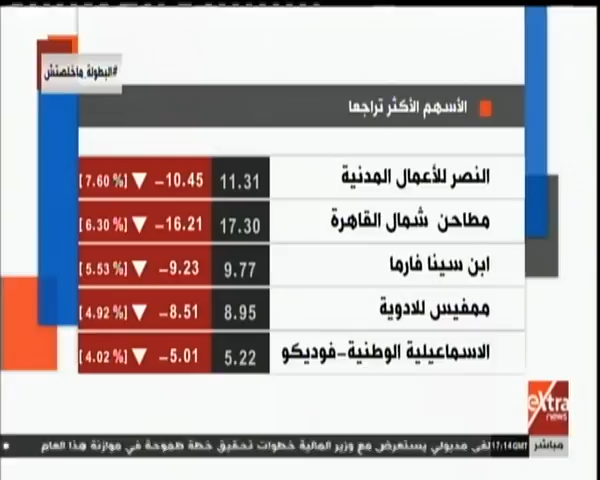 #البطولة_ماخلصتش
الأسهم الأكثر تراجعا
النصر للأعمال المدنية 11.31 -10.45 ▼ [7.60 %]
مطاحن شمال القاهرة 17.30 -16.21 ▼ [6.30 %]
ابن سينا فارما 9.77 -9.23 ▼ [5.53 %]
ممفيس للادوية 8.95 -8.51 ▼ [4.92 %]
الاسماعيلية الوطنية-فوديكو 5.22 -5.01 ▼ [4.02 %]
eXtra
news
مباشر
17:14 GMT
مدبولي يستعرض مع وزير المالية خطوات تحقيق خطة طموحة في موازنة هذا العام